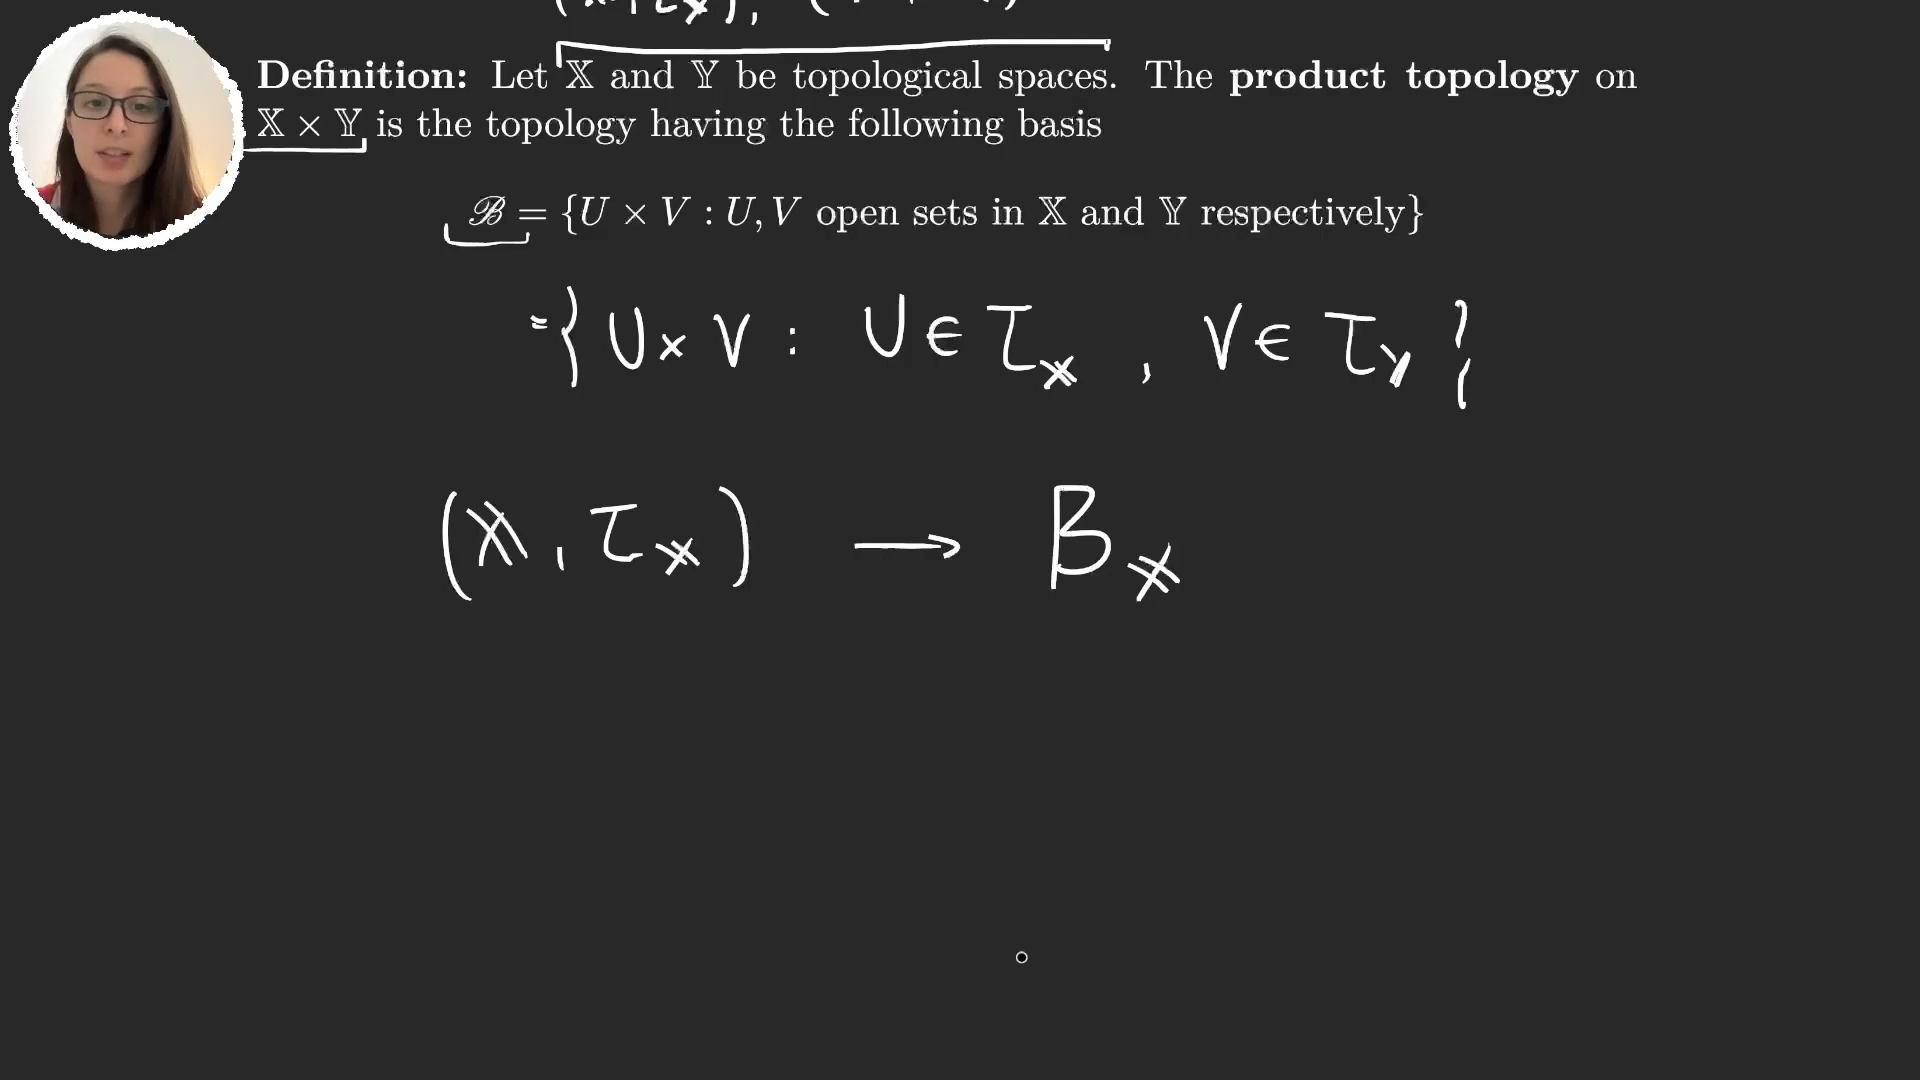 Definition: Let 𝕏 and 𝕐 be topological spaces. The product topology on
𝕏 × 𝕐 is the topology having the following basis
ℬ = {U × V : U, V open sets in 𝕏 and 𝕐 respectively}
= { U × V : U ∈ τ_𝕏 , V ∈ τ_𝕐 }
(𝕏, τ_𝕏) → B_𝕏